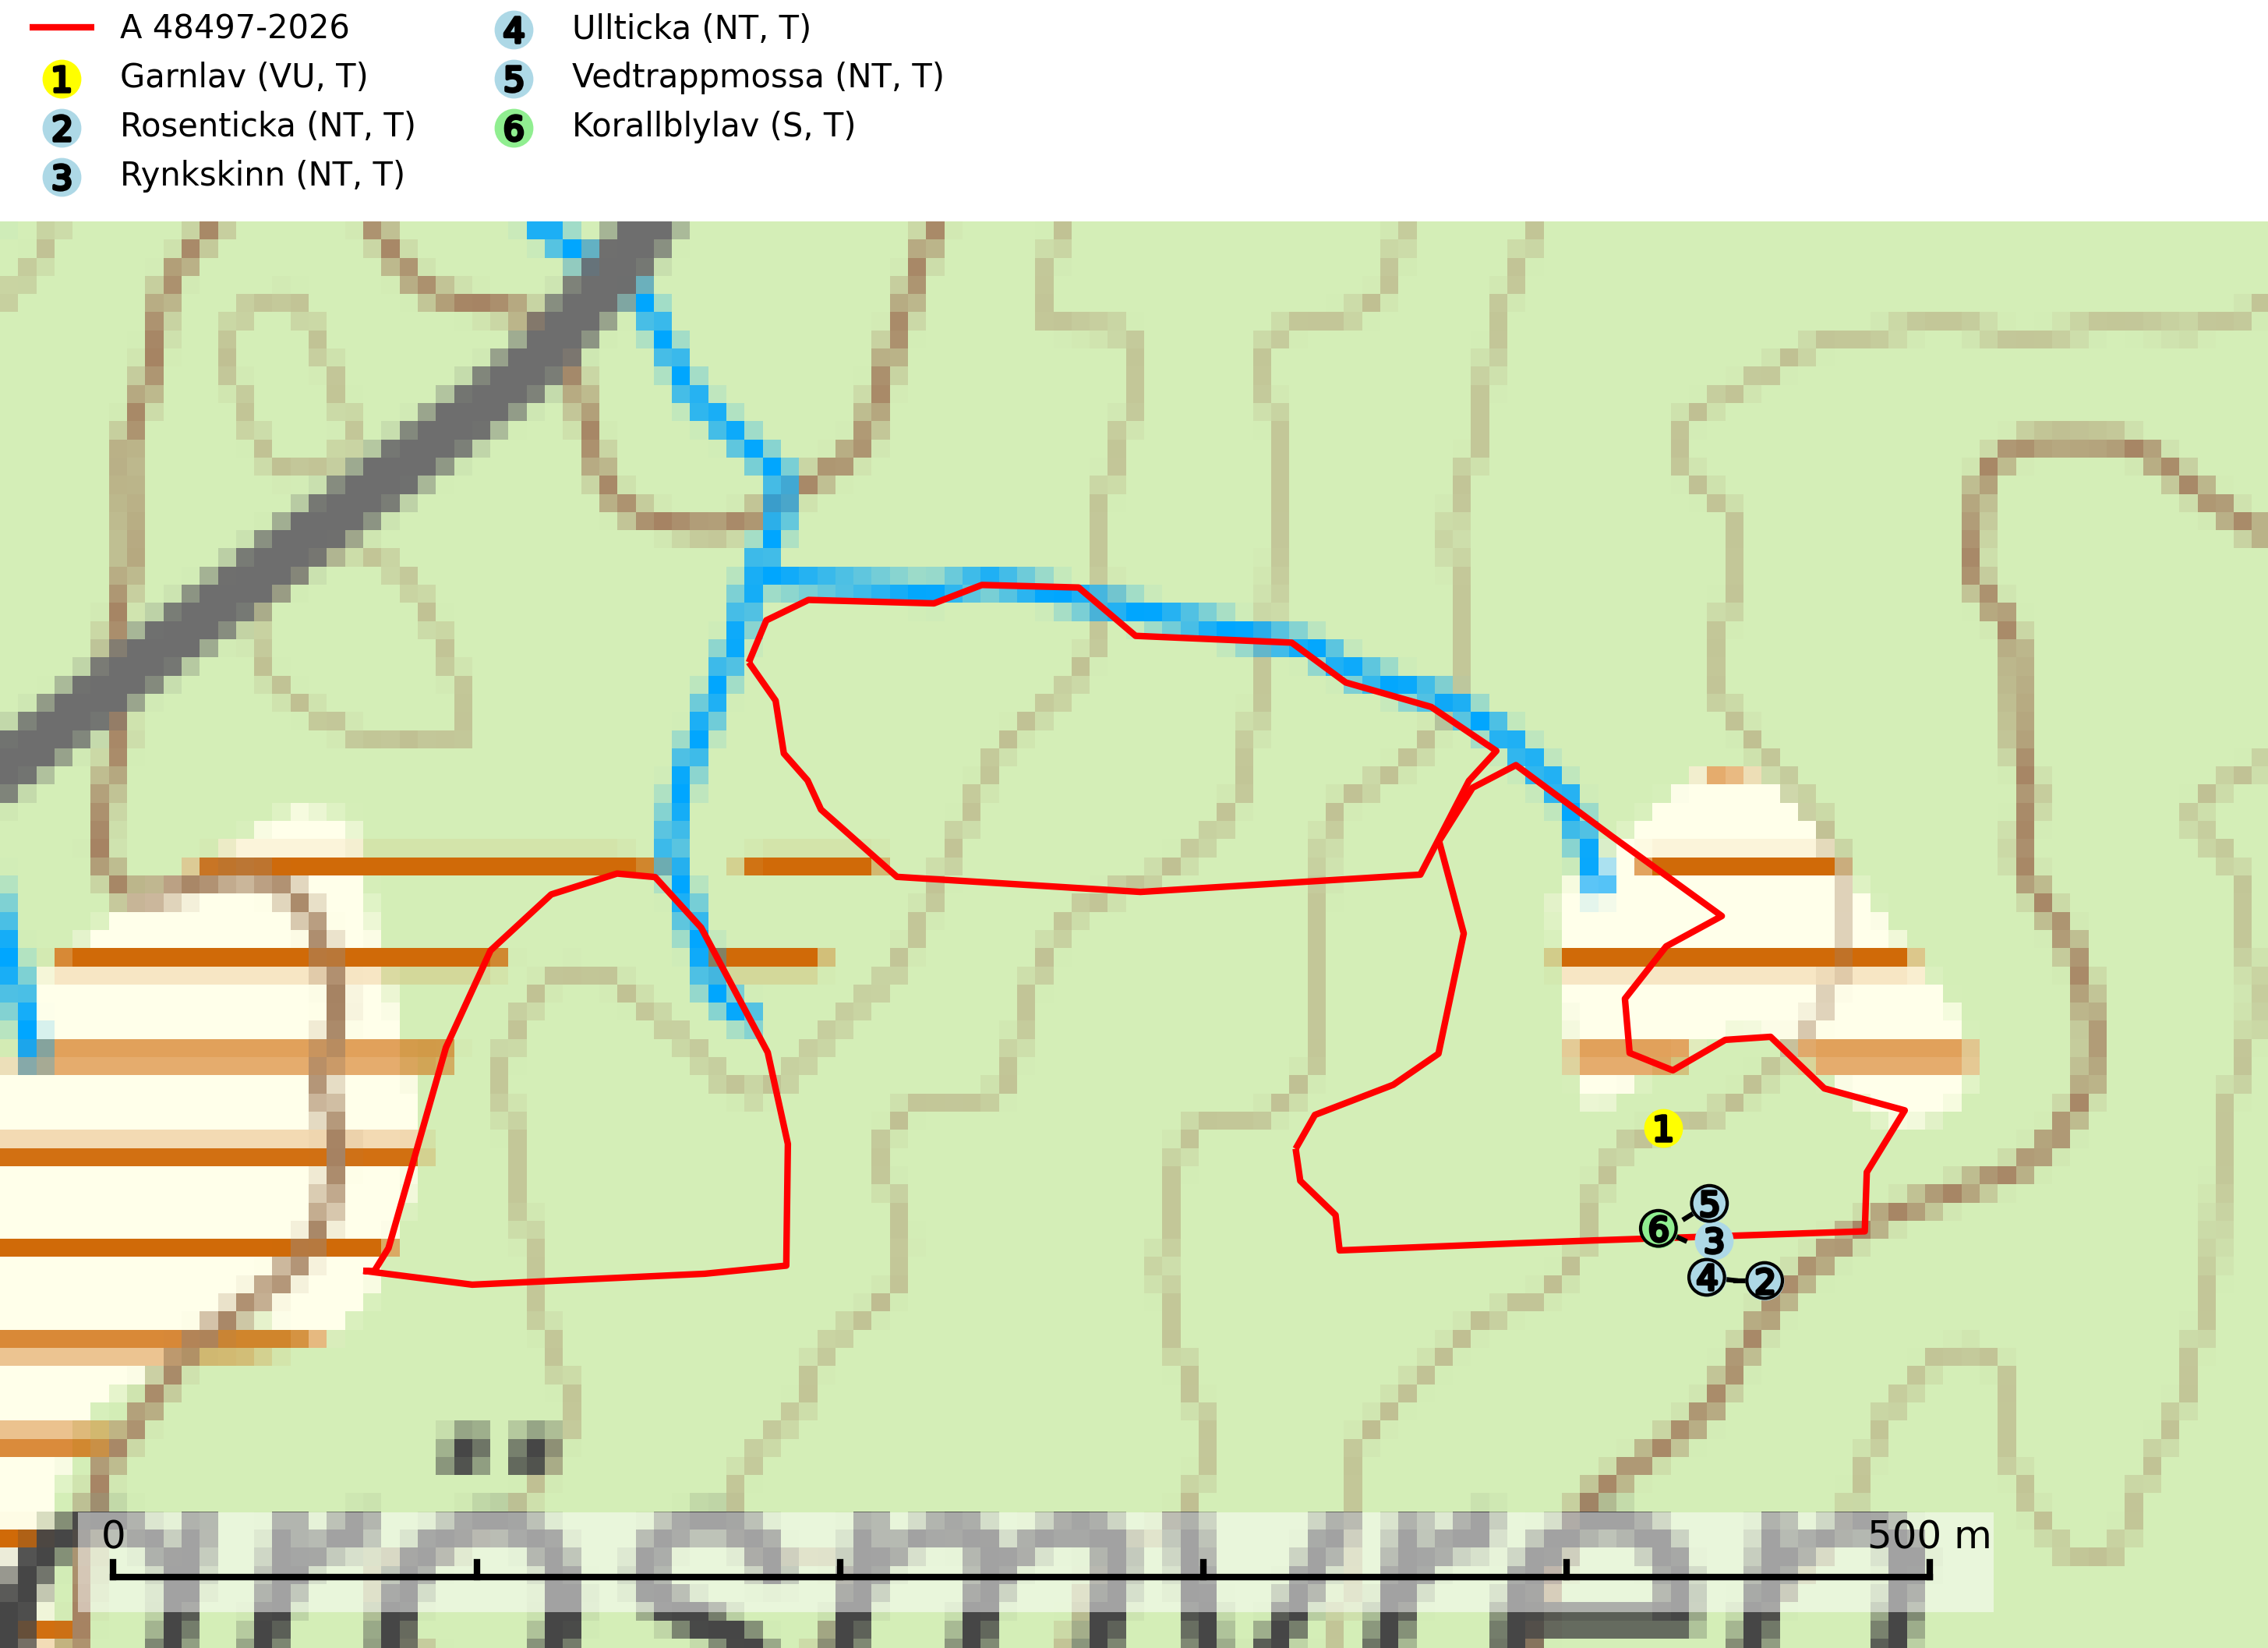 A 48497-2026
1 Garnlav (VU, T)
2 Rosenticka (NT, T)
3 Rynkskinn (NT, T)
4 Ullticka (NT, T)
5 Vedtrappmossa (NT, T)
6 Korallblylav (S, T)
1
5
6
3
4
2
0
500 m